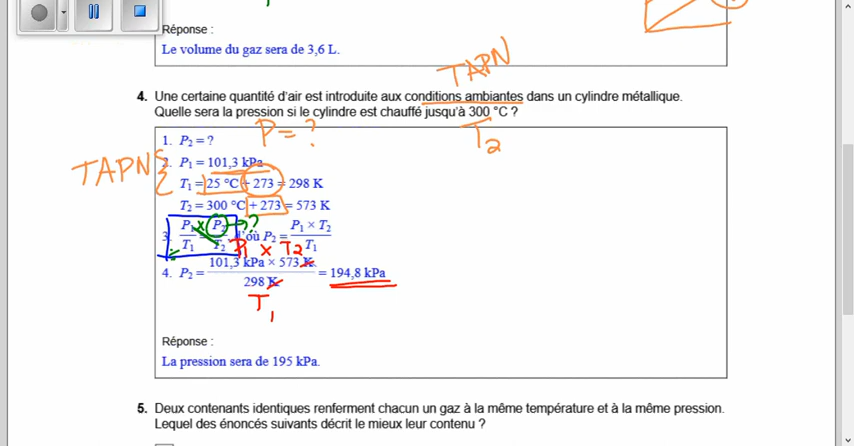 Réponse :
Le volume du gaz sera de 3,6 L.
TAPN
4. Une certaine quantité d'air est introduite aux conditions ambiantes dans un cylindre métallique.
Quelle sera la pression si le cylindre est chauffé jusqu'à 300 °C ?
P = ?
T2
1. P2 = ?
TAPN
2. P1 = 101,3 kPa
T1 = 25 °C + 273 = 298 K
T2 = 300 °C + 273 = 573 K
3. P1/T1 = P2/T2 d'où P2 = P1 × T2/T1
??
P1 × T2
4. P2 = 101,3 kPa × 573 K/298 K = 194,8 kPa
T1
Réponse :
La pression sera de 195 kPa.
5. Deux contenants identiques renferment chacun un gaz à la même température et à la même pression.
Lequel des énoncés suivants décrit le mieux leur contenu ?